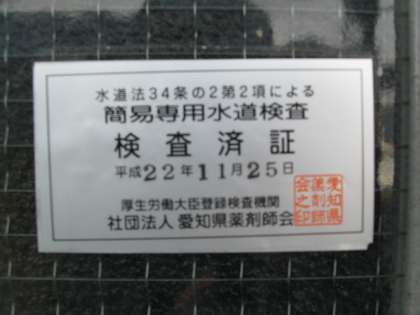 水道法34条の2第2項による
簡易専用水道検査
検査済証
平成22年11月25日
厚生労働大臣登録検査機関
社団法人愛知県薬剤師会
愛知県
薬剤師
会之印